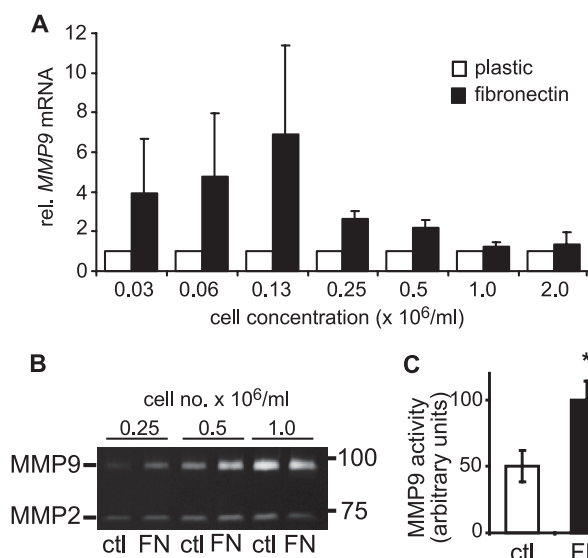 A
rel. MMP9 mRNA
12
10
8
6
4
2
0
plastic
fibronectin
0.03 0.06 0.13 0.25 0.5 1.0 2.0
cell concentration (x 10⁶/ml)
B
cell no. x 10⁶/ml
0.25 0.5 1.0
MMP9
MMP2
100
75
ctl FN ctl FN ctl FN
C
MMP9 activity
(arbitrary units)
100
50
0
*
ctl